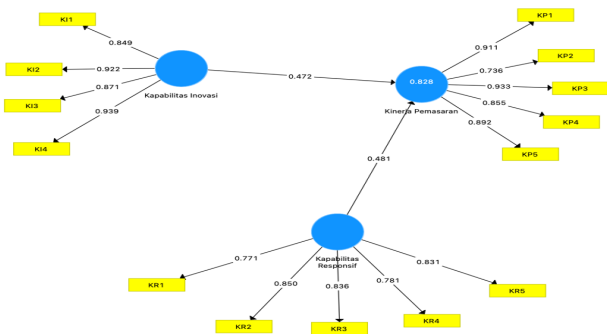 KI1
0.849
KI2
0.922
KI3
0.871
KI4
0.939
Kapabilitas Inovasi
0.472
0.828
Kinerja Pemasaran
KP1
0.911
KP2
0.736
KP3
0.933
KP4
0.855
KP5
0.892
0.481
Kapabilitas
Responsif
KR1
0.771
KR2
0.850
KR3
0.836
KR4
0.781
KR5
0.831